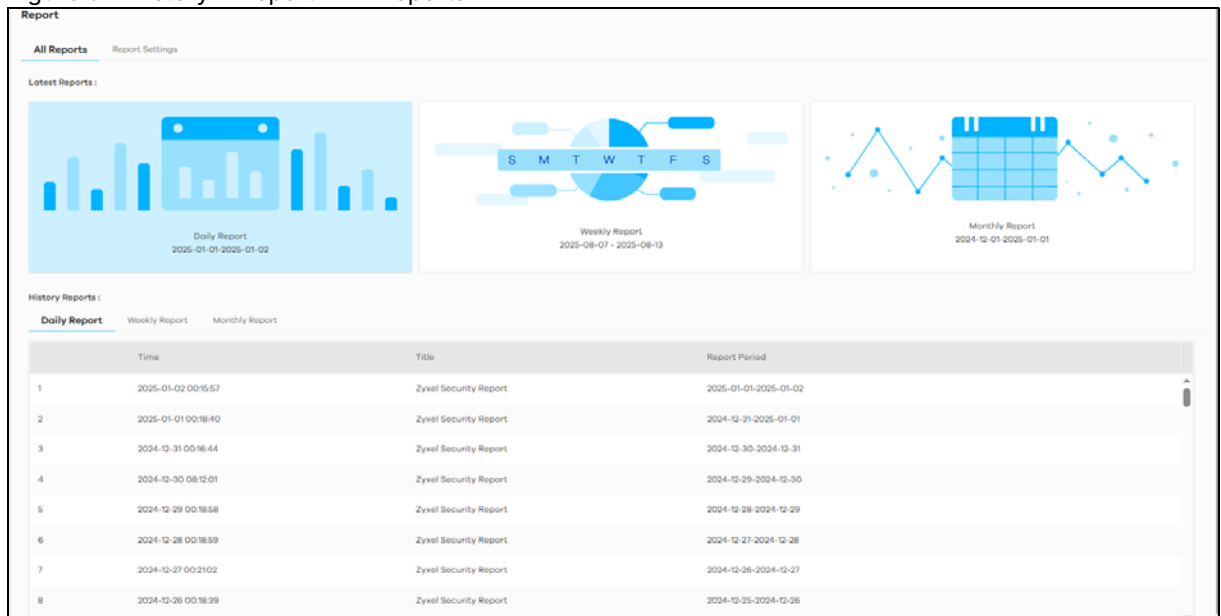 Report
All Reports Report Settings
Latest Reports :
S M T W T F S
Daily Report
2025-01-01-2025-01-02
Weekly Report
2025-08-07 - 2025-08-13
Monthly Report
2024-12-01-2025-01-01
History Reports :
Daily Report Weekly Report Monthly Report
Time Title Report Period
1 2025-01-02 00:15:57 Zyxel Security Report 2025-01-01-2025-01-02
2 2025-01-01 00:18:40 Zyxel Security Report 2024-12-31-2025-01-01
3 2024-12-31 00:16:44 Zyxel Security Report 2024-12-30-2024-12-31
4 2024-12-30 08:12:01 Zyxel Security Report 2024-12-29-2024-12-30
5 2024-12-29 00:18:58 Zyxel Security Report 2024-12-28-2024-12-29
6 2024-12-28 00:18:59 Zyxel Security Report 2024-12-27-2024-12-28
7 2024-12-27 00:21:02 Zyxel Security Report 2024-12-26-2024-12-27
8 2024-12-26 00:18:39 Zyxel Security Report 2024-12-25-2024-12-26